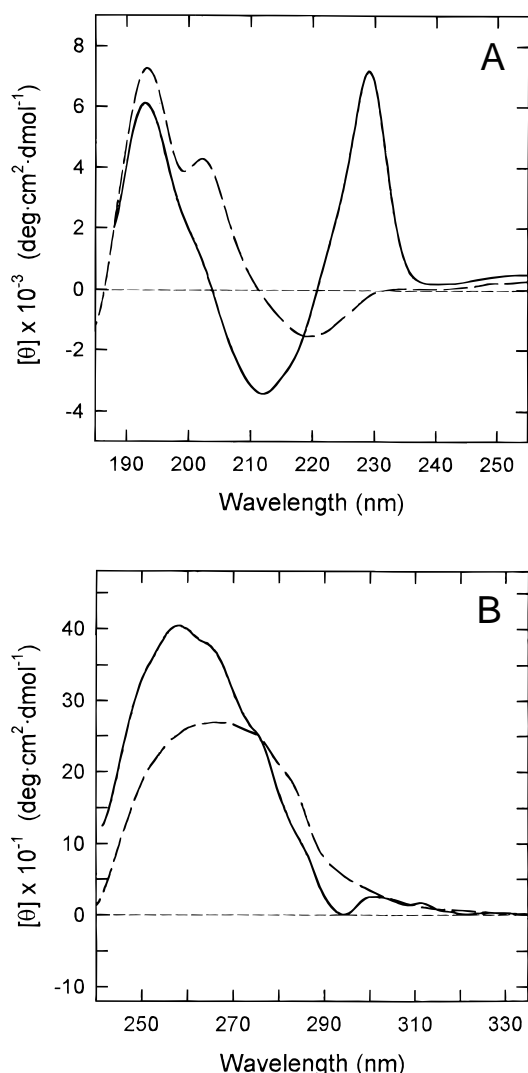 A
[θ] x 10⁻³ (deg·cm²·dmol⁻¹)
8
6
4
2
0
-2
-4
190 200 210 220 230 240 250
Wavelength (nm)
B
[θ] x 10⁻¹ (deg·cm²·dmol⁻¹)
40
30
20
10
0
-10
250 270 290 310 330
Wavelength (nm)